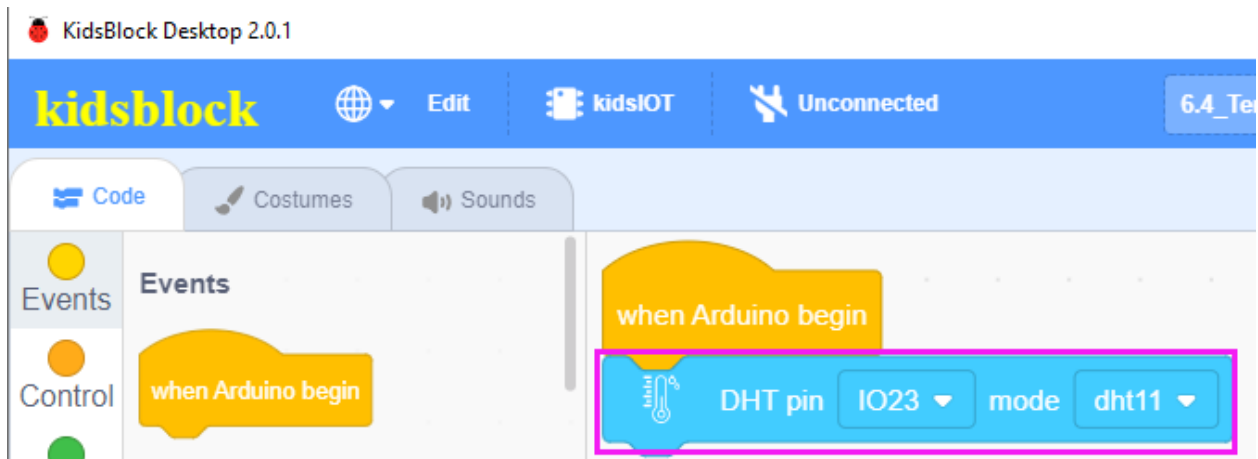 KidsBlock Desktop 2.0.1
kidsblock Edit kidsIOT Unconnected 6.4_Te
Code Costumes Sounds
Events
Control
Events
when Arduino begin
when Arduino begin
DHT pin IO23 mode dht11